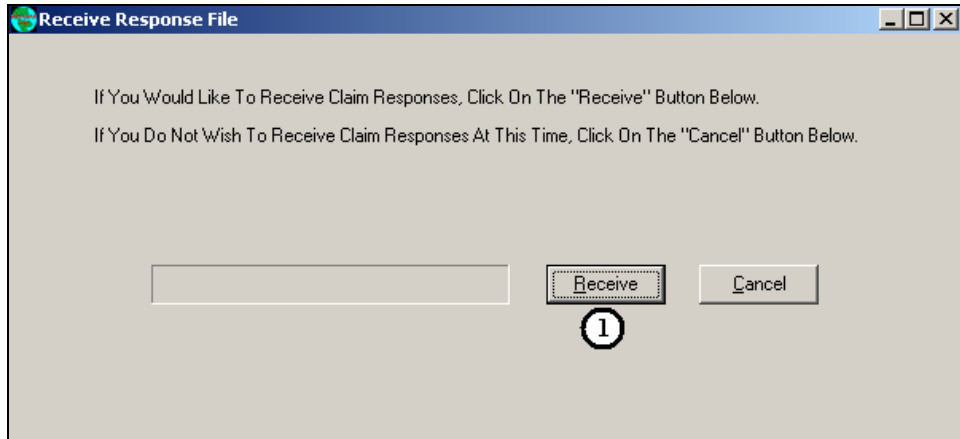 Receive Response File
If You Would Like To Receive Claim Responses, Click On The "Receive" Button Below.
If You Do Not Wish To Receive Claim Responses At This Time, Click On The "Cancel" Button Below.
Receive Cancel
1